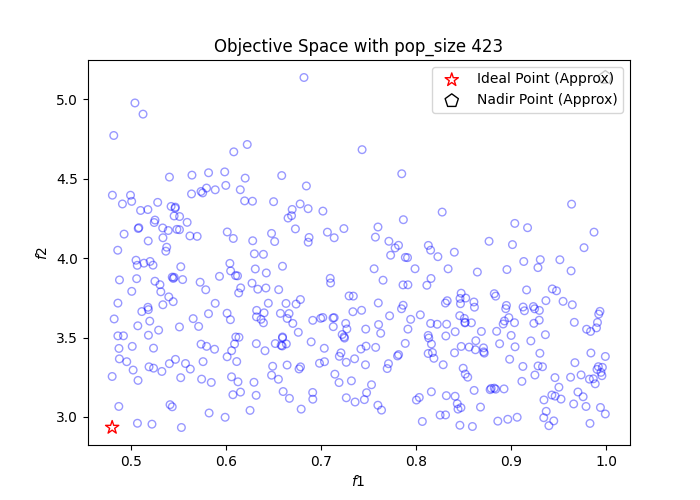 Objective Space with pop_size 423
Ideal Point (Approx)
Nadir Point (Approx)
f2
5.0
4.5
4.0
3.5
3.0
0.5 0.6 0.7 0.8 0.9 1.0
f1